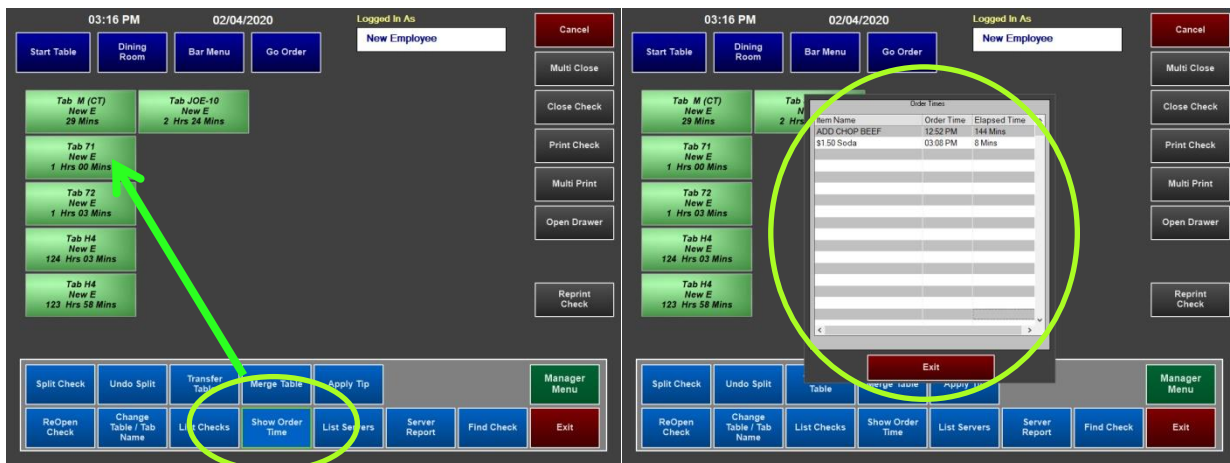 03:16 PM
02/04/2020
Logged In As
New Employee
Start Table
Dining
Room
Bar Menu
Go Order
Cancel
Multi Close
Close Check
Print Check
Multi Print
Open Drawer
Reprint
Check
Tab M (CT)
New E
29 Mins
Tab JOE-10
New E
2 Hrs 24 Mins
Tab 71
New E
1 Hrs 00 Mins
Tab 72
New E
1 Hrs 03 Mins
Tab H4
New E
124 Hrs 03 Mins
Tab H4
New E
123 Hrs 58 Mins
Split Check
Undo Split
Transfer
Table
Merge Table
Apply Tip
Manager
Menu
ReOpen
Check
Change
Table / Tab
Name
List Checks
Show Order
Time
List Servers
Server
Report
Find Check
Exit
03:16 PM
02/04/2020
Logged In As
New Employee
Start Table
Dining
Room
Bar Menu
Go Order
Cancel
Multi Close
Close Check
Print Check
Multi Print
Open Drawer
Reprint
Check
Tab M (CT)
New E
29 Mins
Tab
N
2 Hrs
Tab 71
New E
1 Hrs 00 Mins
Tab 72
New E
1 Hrs 03 Mins
Tab H4
New E
124 Hrs 03 Mins
Tab H4
New E
123 Hrs 58 Mins
Order Times
Item Name Order Time Elapsed Time
ADD CHOP BEEF 12:52 PM 144 Mins
$1.50 Soda 03:08 PM 8 Mins
Exit
Split Check
Undo Split
Table
Merge Table
Apply Tip
Manager
Menu
ReOpen
Check
Change
Table / Tab
Name
List Checks
Show Order
Time
List Servers
Server
Report
Find Check
Exit